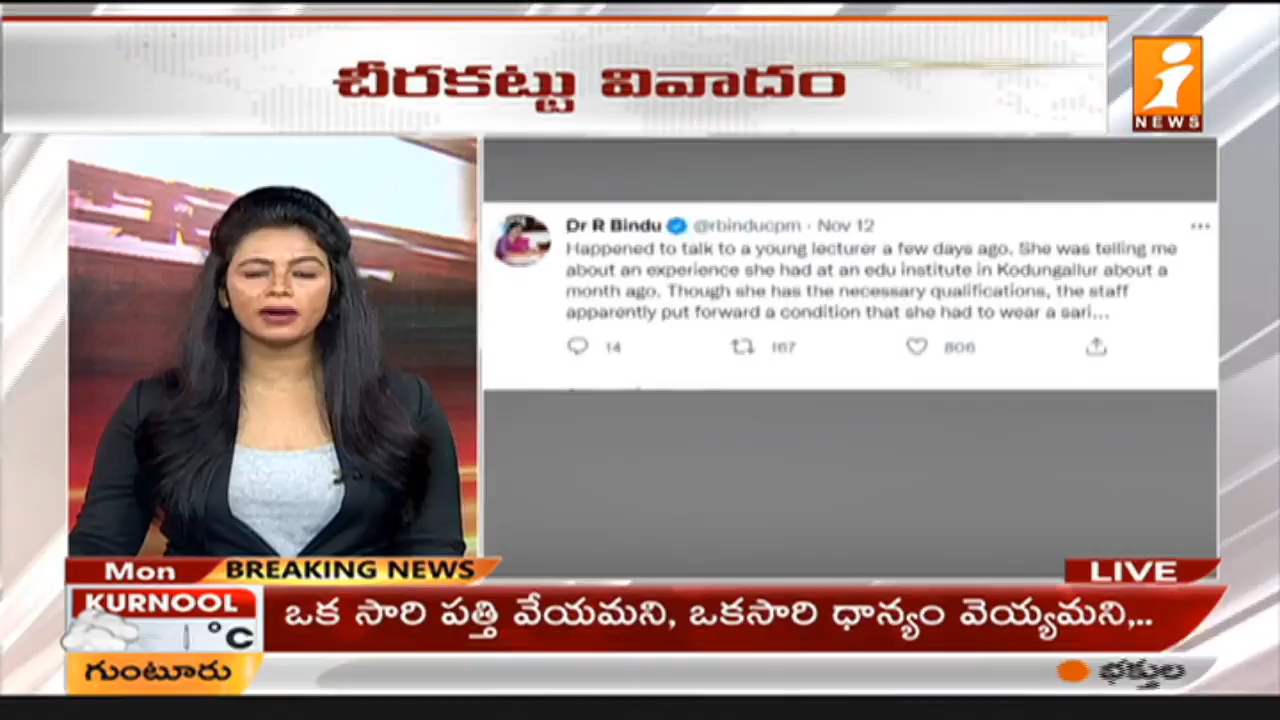 చీరకట్టు వివాదం
i NEWS
Dr R Bindu @rbinducpm · Nov 12
Happened to talk to a young lecturer a few days ago. She was telling me
about an experience she had at an edu institute in Kodungallur about a
month ago. Though she has the necessary qualifications, the staff
apparently put forward a condition that she had to wear a sari...
14 167 806
Mon BREAKING NEWS LIVE
KURNOOL
°C
ఒక సారి పత్తి వేయమని, ఒకసారి ధాన్యం వెయ్యమని,..
గుంటూరు
భక్తుల